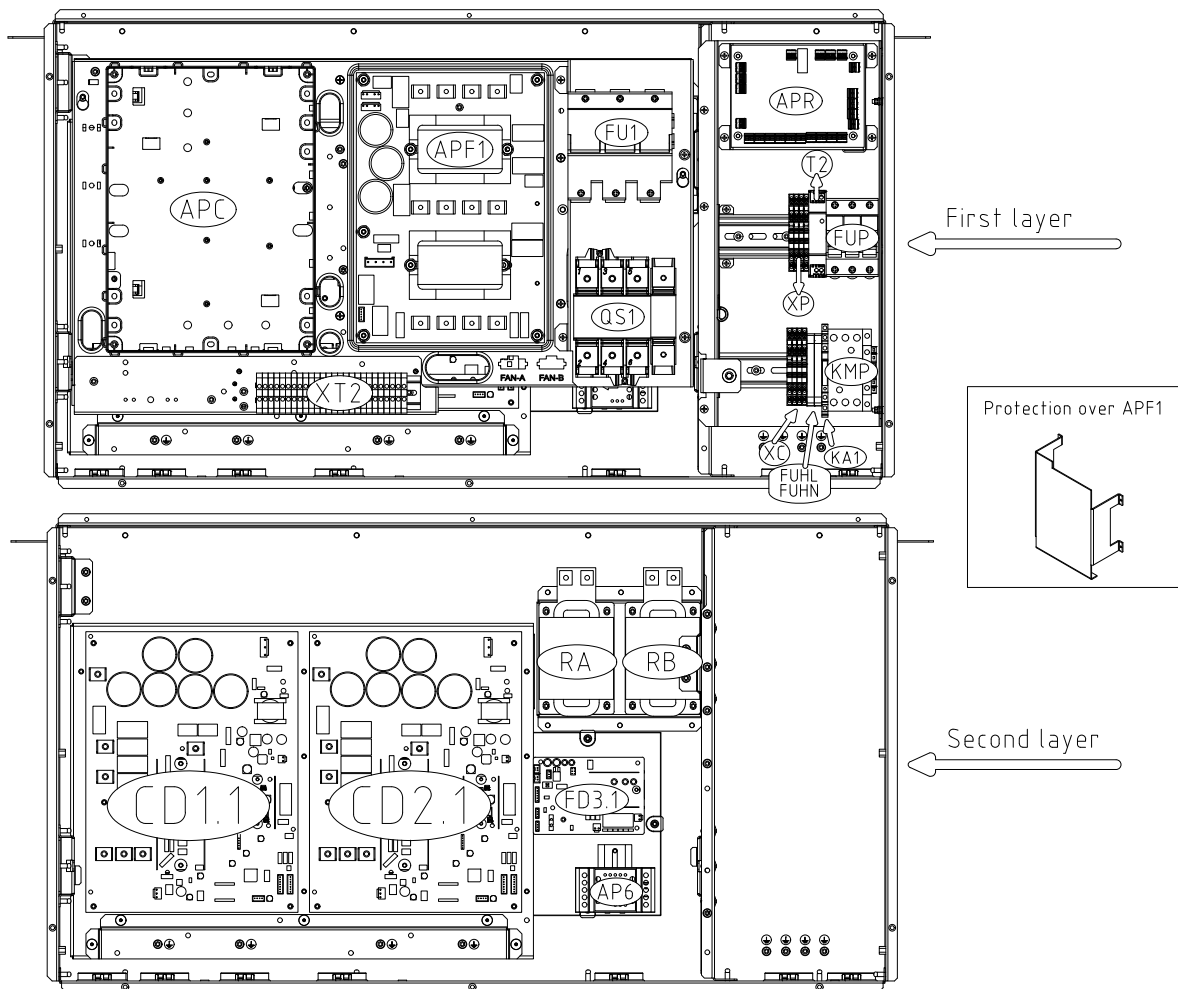 APR
FU1
APF1
T2
APC
First layer
FUP
XP
QS1
KMP
FAN-A
FAN-B
XT2
Protection over APF1
XC
KA1
FUHL
FUHN
RA
RB
Second layer
CD1.1
CD2.1
FD3.1
AP6